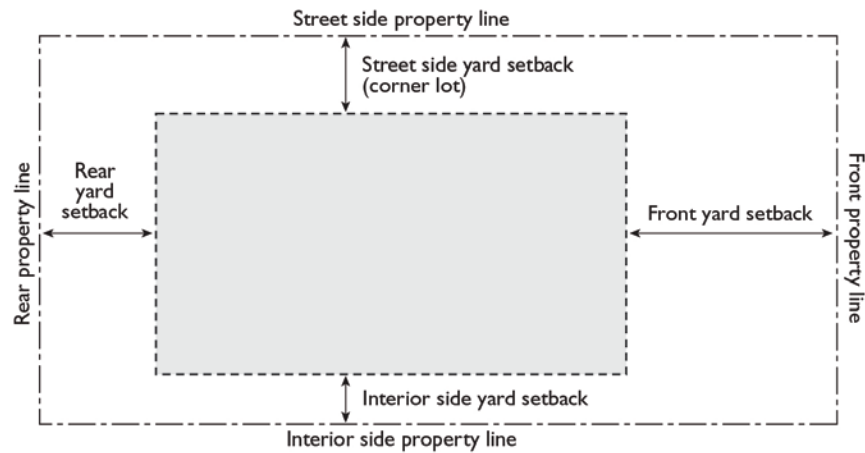 Street side property line
Street side yard setback
(corner lot)
Rear
yard
setback
Rear property line
Front yard setback
Front property line
Interior side yard setback
Interior side property line